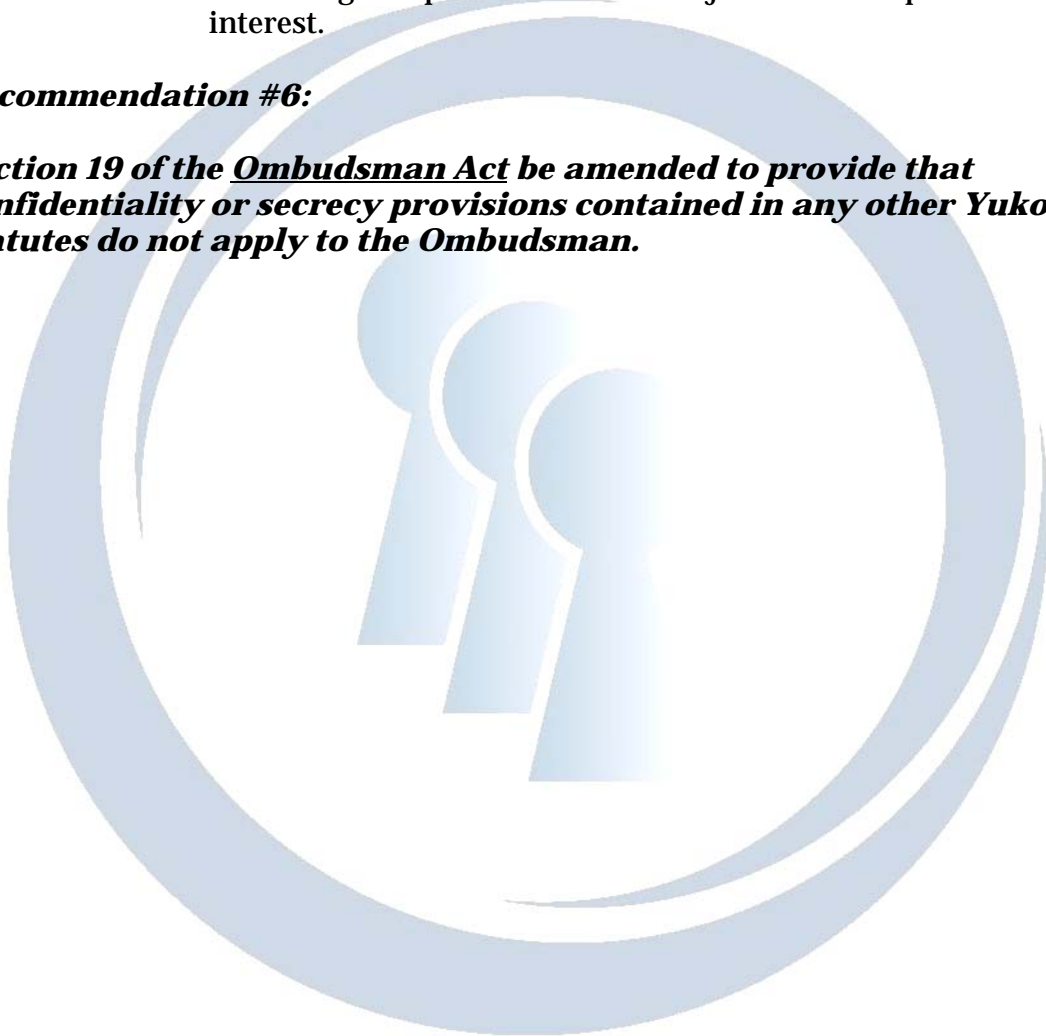 interest.
commendation #6:
ction 19 of the Ombudsman Act be amended to provide that
nfidentiality or secrecy provisions contained in any other Yuko
atutes do not apply to the Ombudsman.